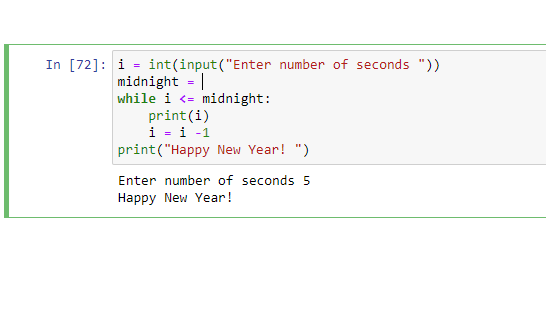 In [72]: i = int(input("Enter number of seconds "))
midnight =
while i <= midnight:
    print(i)
    i = i -1
print("Happy New Year! ")
Enter number of seconds 5
Happy New Year!